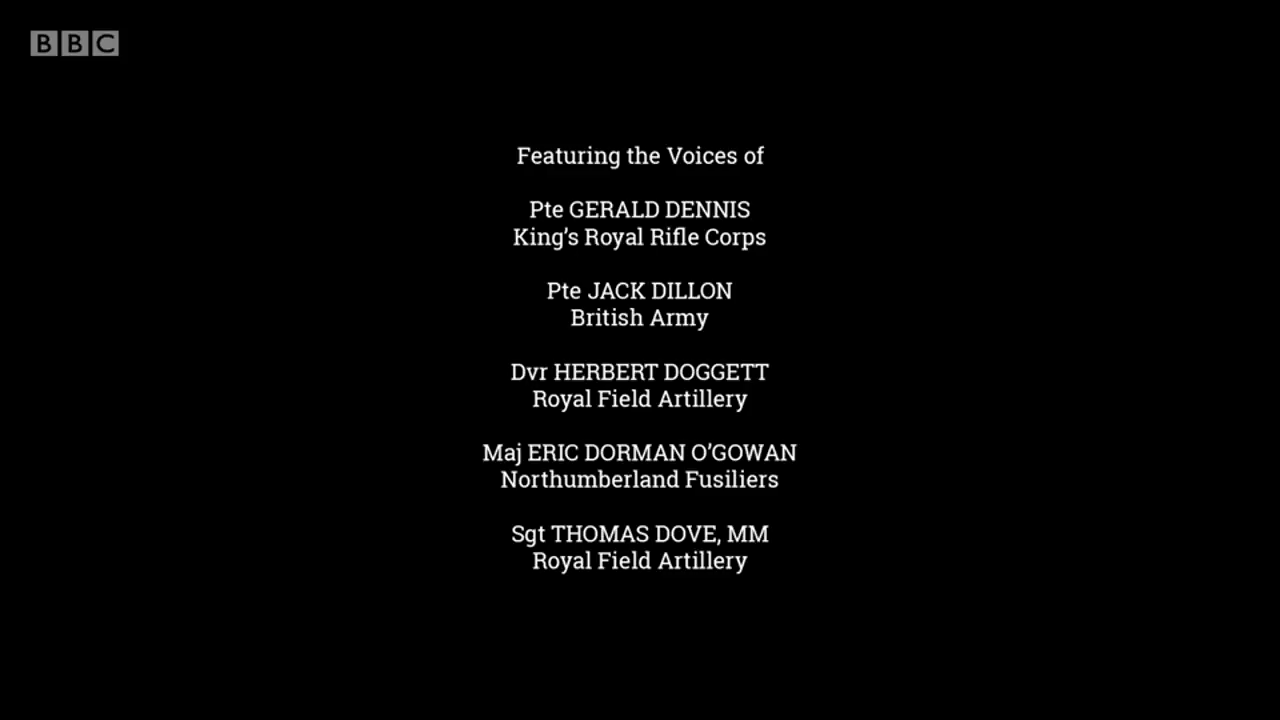 BBC
Featuring the Voices of
Pte GERALD DENNIS
King’s Royal Rifle Corps
Pte JACK DILLON
British Army
Dvr HERBERT DOGGETT
Royal Field Artillery
Maj ERIC DORMAN O’GOWAN
Northumberland Fusiliers
Sgt THOMAS DOVE, MM
Royal Field Artillery